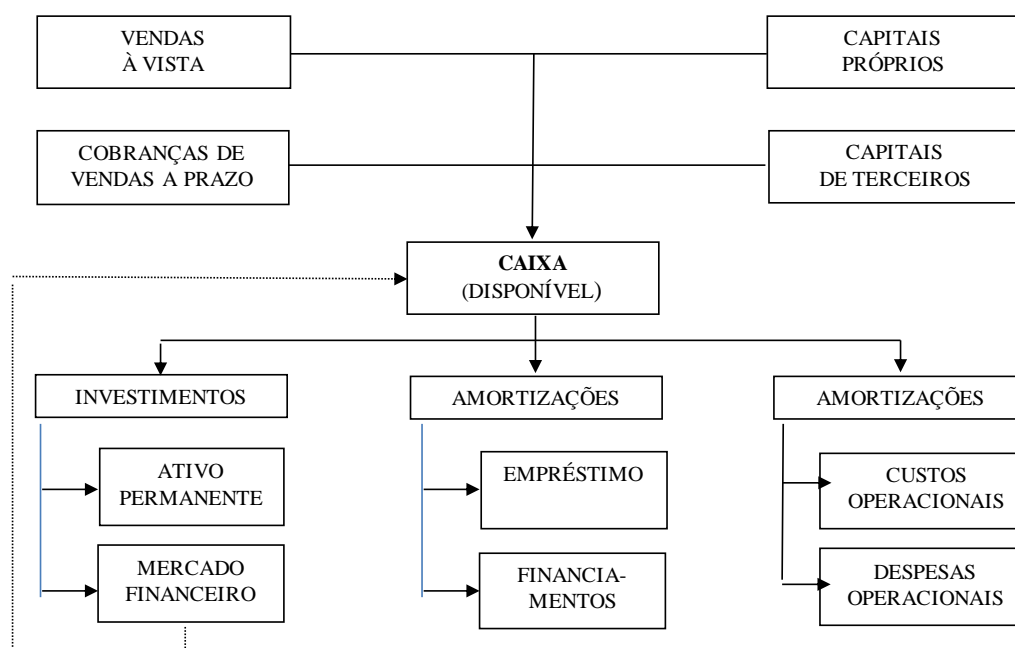 VENDAS
À VISTA
CAPITAIS
PRÓPRIOS
COBRANÇAS DE
VENDAS A PRAZO
CAPITAIS
DE TERCEIROS
CAIXA
(DISPONÍVEL)
INVESTIMENTOS
AMORTIZAÇÕES
AMORTIZAÇÕES
ATIVO
PERMANENTE
EMPRÉSTIMO
CUSTOS
OPERACIONAIS
MERCADO
FINANCEIRO
FINANCIA-
MENTOS
DESPESAS
OPERACIONAIS